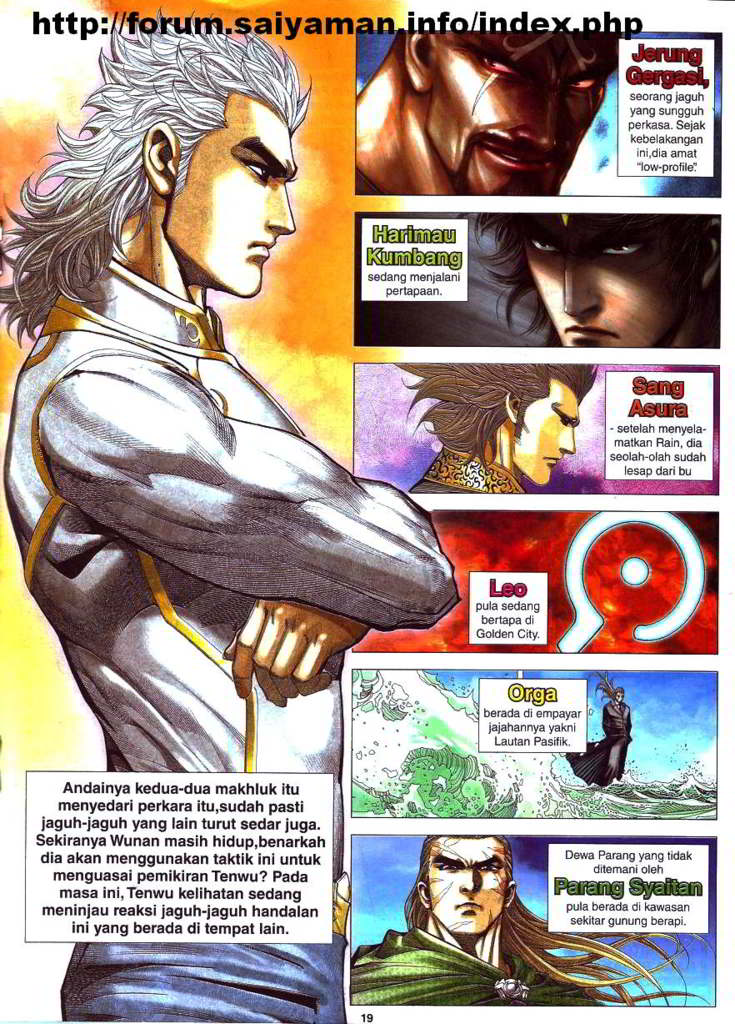 http://forum.saiyaman.info/index.php
Jerung
Gergasi,
seorang jaguh
yang sungguh
perkasa. Sejak
kebelakangan
ini,dia amat
"low-profile".
Harimau
Kumbang
sedang menjalani
pertapaan.
Sang
Asura
- setelah menyela-
matkan Rain, dia
seolah-olah sudah
lesap dari bu
Leo
pula sedang
bertapa di
Golden City.
Orga
berada di empayar
jajahannya yakni
Lautan Pasifik.
Dewa Parang yang tidak
ditemani oleh
Parang Syaitan
pula berada di kawasan
sekitar gunung berapi.
Andainya kedua-dua makhluk itu
menyedari perkara itu,sudah pasti
jaguh-jaguh yang lain turut sedar juga.
Sekiranya Wunan masih hidup,benarkah
dia akan menggunakan taktik ini untuk
menguasai pemikiran Tenwu? Pada
masa ini, Tenwu kelihatan sedang
meninjau reaksi jaguh-jaguh handalan
ini yang berada di tempat lain.
19